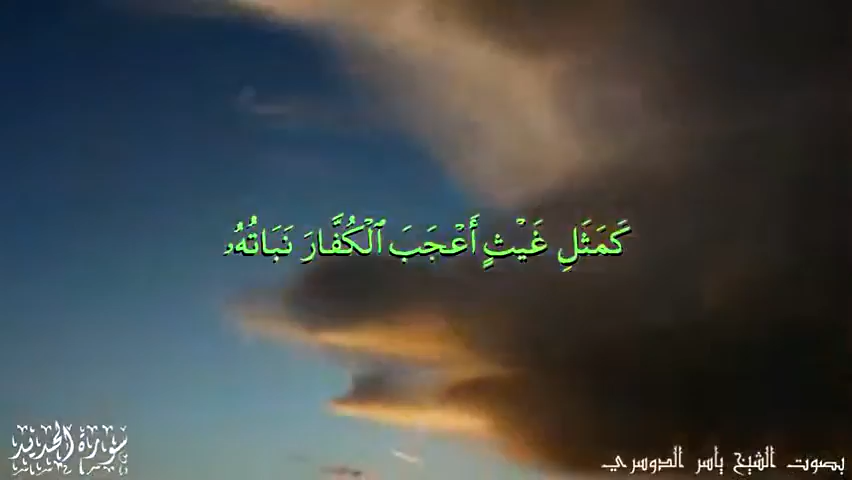 كَمَثَلِ غَيْثٍ أَعْجَبَ ٱلْكُفَّارَ نَبَاتُهُۥ
سورة الحديد
بصوت الشيخ ياسر الدوسري